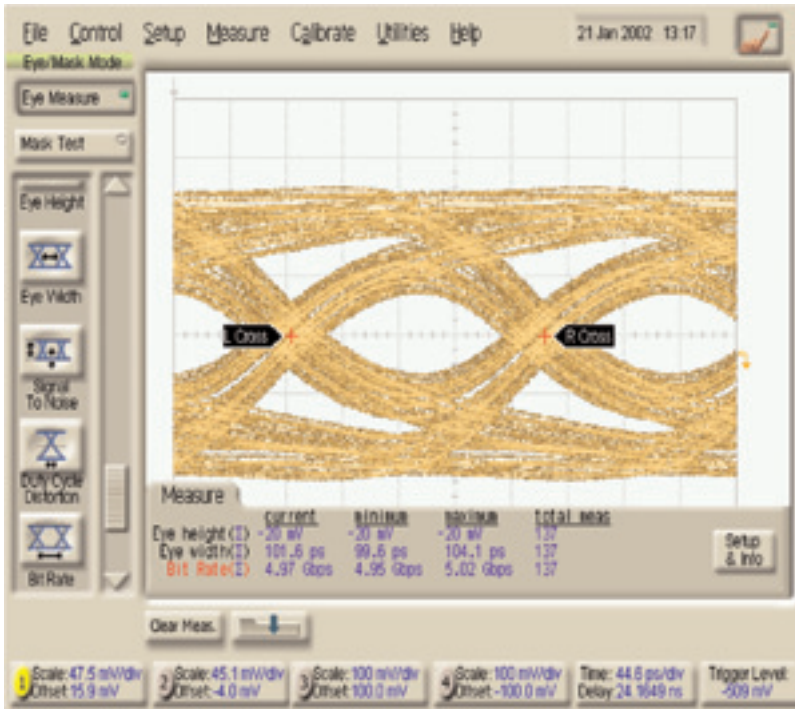 File Control Setup Measure Calibrate Utilities Help 21 Jan 2002 13:17
Eye/Mask Mode
Eye Measure
Mask Test
Eye Height
Eye Width
Signal
To Noise
Duty Cycle
Distortion
Bit Rate
L Cross
R Cross
Measure
current minimum maximum total meas
Eye height(1) -20 mV -20 mV -20 mV 137
Eye width(1) 101.6 ps 99.6 ps 104.1 ps 137
Bit Rate(1) 4.97 Gbps 4.95 Gbps 5.02 Gbps 137
Setup
& Info
Clear Meas.
1 Scale:47.5 mV/div
Offset:15.9 mV
2 Scale:45.1 mV/div
Offset:-4.0 mV
3 Scale:100 mV/div
Offset:100.0 mV
4 Scale:100 mV/div
Offset:-100.0 mV
Time:44.6 ps/div
Delay:24.1649 ns
Trigger Level:
-509 mV